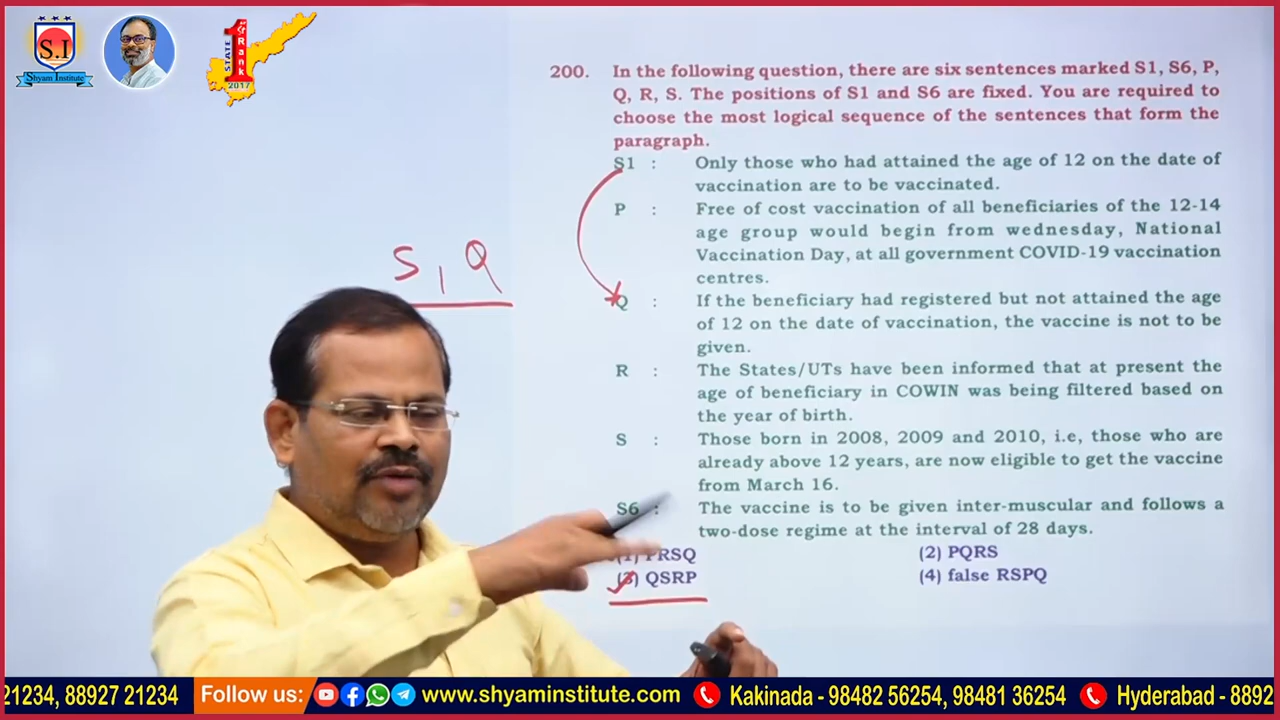 S.I
Shyam Institute
STATE
1
st
Rank
2017
200. In the following question, there are six sentences marked S1, S6, P,
Q, R, S. The positions of S1 and S6 are fixed. You are required to
choose the most logical sequence of the sentences that form the
paragraph.
S1 : Only those who had attained the age of 12 on the date of
vaccination are to be vaccinated.
P : Free of cost vaccination of all beneficiaries of the 12-14
age group would begin from wednesday, National
Vaccination Day, at all government COVID-19 vaccination
centres.
S1 Q
Q : If the beneficiary had registered but not attained the age
of 12 on the date of vaccination, the vaccine is not to be
given.
R : The States/UTs have been informed that at present the
age of beneficiary in COWIN was being filtered based on
the year of birth.
S : Those born in 2008, 2009 and 2010, i.e, those who are
already above 12 years, are now eligible to get the vaccine
from March 16.
S6 : The vaccine is to be given inter-muscular and follows a
two-dose regime at the interval of 28 days.
(1) PRSQ (2) PQRS
(3) QSRP (4) false RSPQ
21234, 88927 21234 Follow us: www.shyaminstitute.com Kakinada - 98482 56254, 98481 36254 Hyderabad - 8892